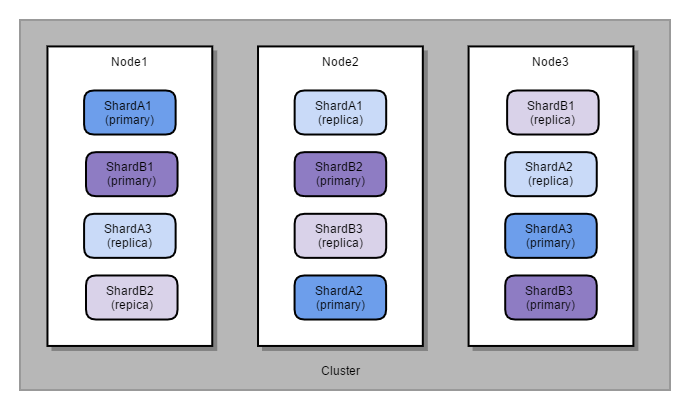 Node1
ShardA1
(primary)
ShardB1
(primary)
ShardA3
(replica)
ShardB2
(repica)
Node2
ShardA1
(replica)
ShardB2
(primary)
ShardB3
(replica)
ShardA2
(primary)
Node3
ShardB1
(replica)
ShardA2
(replica)
ShardA3
(primary)
ShardB3
(primary)
Cluster